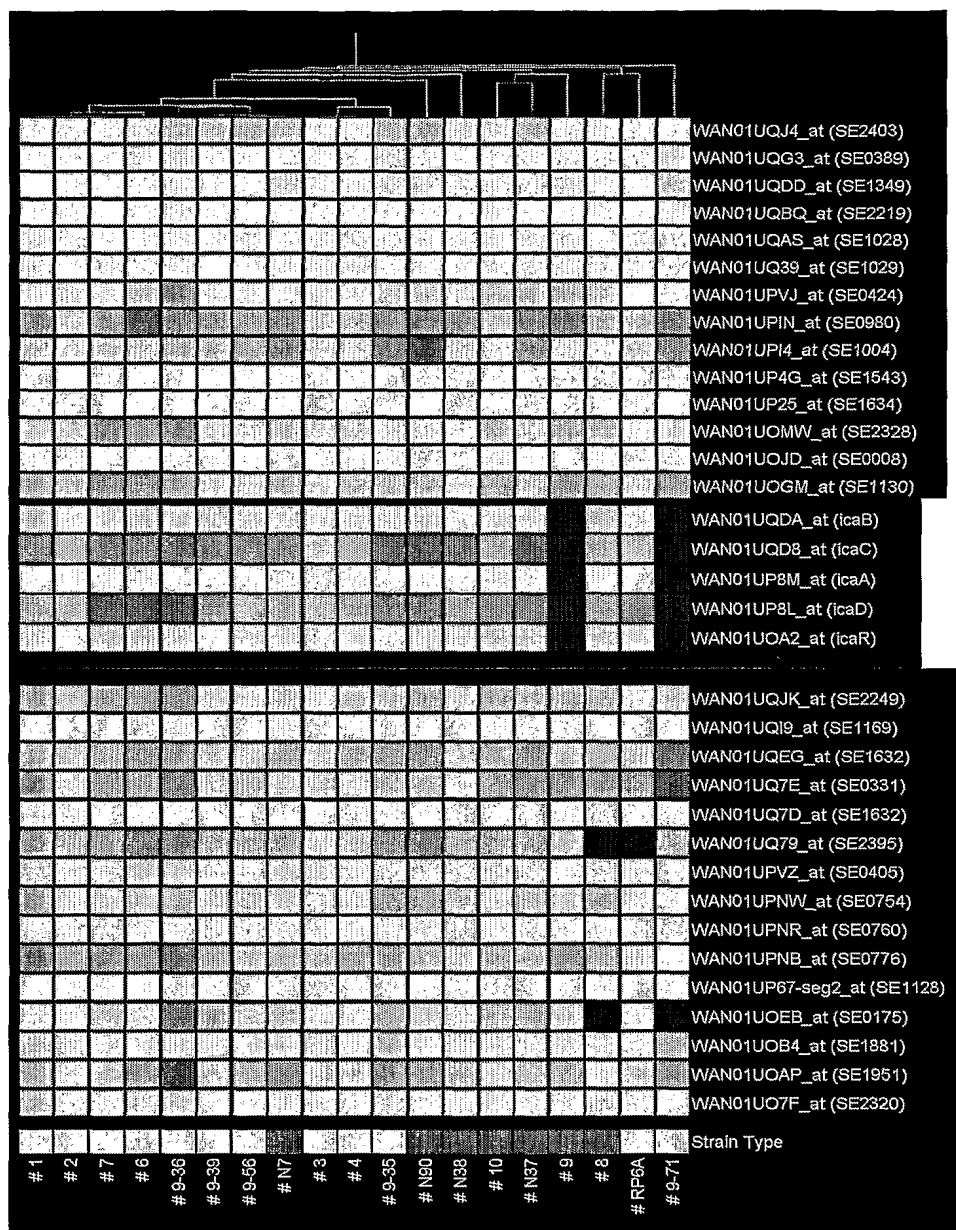 WAN01UQJ4_at (SE2403)
WAN01UQG3_at (SE0389)
WAN01UQDD_at (SE1349)
WAN01UQBQ_at (SE2219)
WAN01UQAS_at (SE1028)
WAN01UQ39_at (SE1029)
WAN01UPVJ_at (SE0424)
WAN01UPIN_at (SE0980)
WAN01UPI4_at (SE1004)
WAN01UP4G_at (SE1543)
WAN01UP25_at (SE1634)
WAN01UOMW_at (SE2328)
WAN01UOJD_at (SE0008)
WAN01UOGM_at (SE1130)
WAN01UQDA_at (icaB)
WAN01UQD8_at (icaC)
WAN01UP8M_at (icaA)
WAN01UP8L_at (icaD)
WAN01UOA2_at (icaR)
WAN01UQJK_at (SE2249)
WAN01UQI9_at (SE1169)
WAN01UQEG_at (SE1632)
WAN01UQ7E_at (SE0331)
WAN01UQ7D_at (SE1632)
WAN01UQ79_at (SE2395)
WAN01UPVZ_at (SE0405)
WAN01UPNW_at (SE0754)
WAN01UPNR_at (SE0760)
WAN01UPNB_at (SE0776)
WAN01UP67-seg2_at (SE1128)
WAN01UOEB_at (SE0175)
WAN01UOB4_at (SE1881)
WAN01UOAP_at (SE1951)
WAN01UO7F_at (SE2320)
Strain Type
# 1
# 2
# 7
# 6
# 9-36
# 9-39
# 9-56
# N7
# 3
# 4
# 9-35
# N90
# N38
# 10
# N37
# 9
# 8
# RP6A
# 9-71